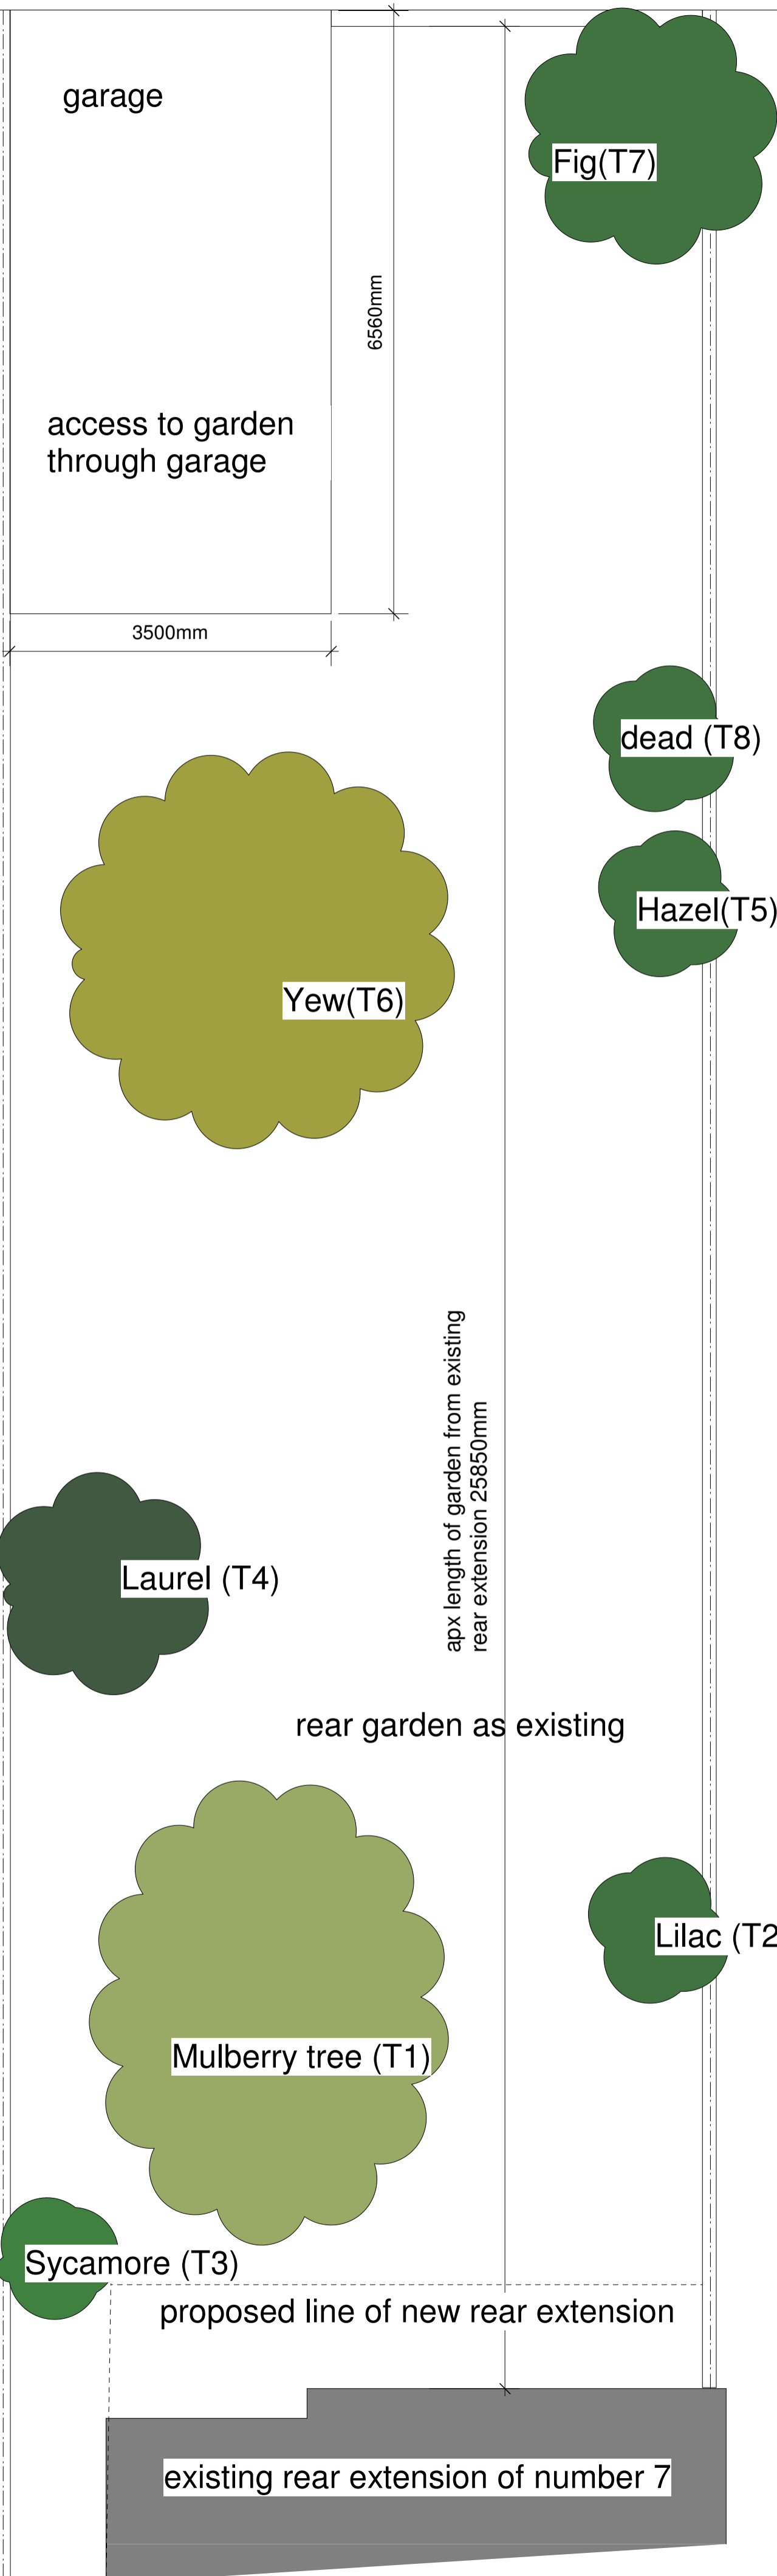 garage
Fig(T7)
6560mm
access to garden
through garage
3500mm
dead (T8)
Hazel(T5)
Yew(T6)
apx length of garden from existing
rear extension 25850mm
Laurel (T4)
rear garden as existing
Lilac (T2
Mulberry tree (T1)
Sycamore (T3)
proposed line of new rear extension
existing rear extension of number 7